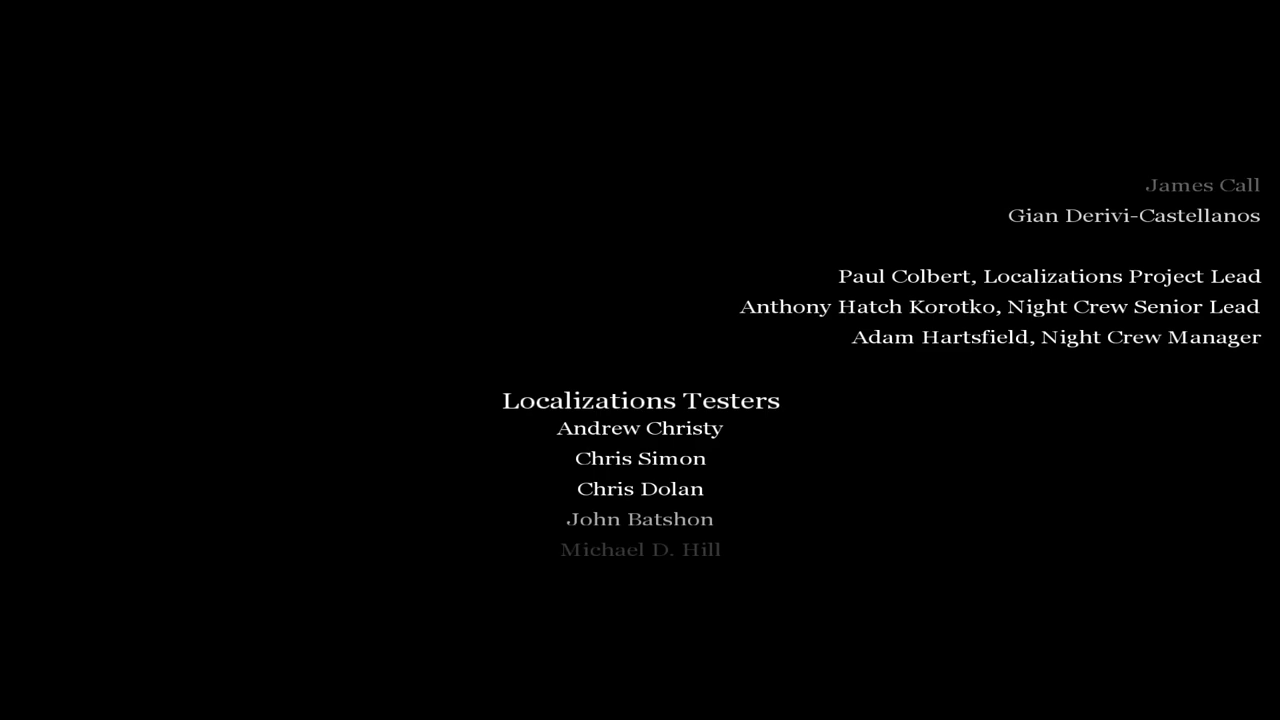 James Call
Gian Derivi-Castellanos
Paul Colbert, Localizations Project Lead
Anthony Hatch Korotko, Night Crew Senior Lead
Adam Hartsfield, Night Crew Manager
Localizations Testers
Andrew Christy
Chris Simon
Chris Dolan
John Batshon
Michael D. Hill